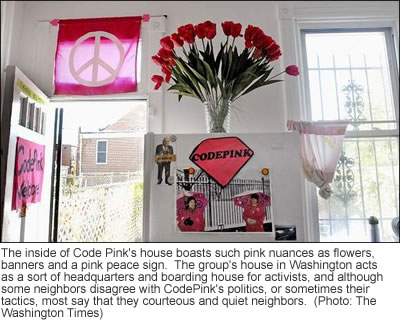 CODEPINK
CodePink
The inside of Code Pink's house boasts such pink nuances as flowers,
banners and a pink peace sign. The group's house in Washington acts
as a sort of headquarters and boarding house for activists, and although
some neighbors disagree with CodePink's politics, or sometimes their
tactics, most say that they courteous and quiet neighbors. (Photo: The
Washington Times)